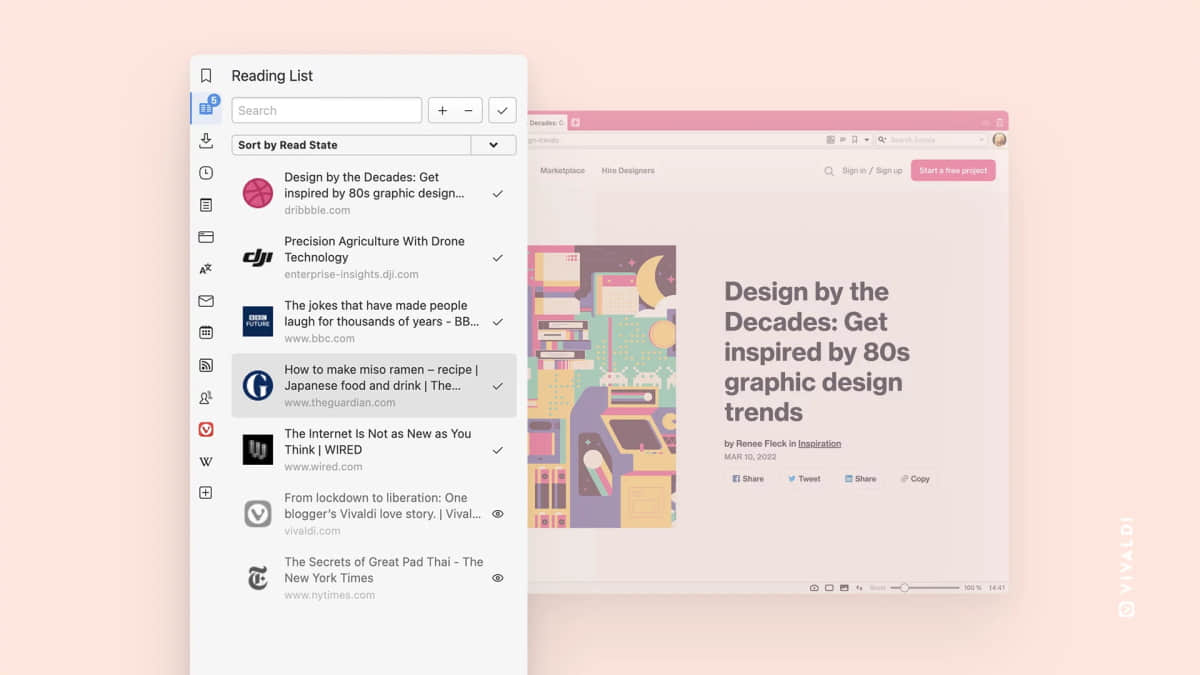 Reading List
5
Search
Sort by Read State
Design by the Decades: Get
inspired by 80s graphic design...
dribbble.com
dji
Precision Agriculture With Drone
Technology
enterprise-insights.dji.com
BBC
FUTURE
The jokes that have made people
laugh for thousands of years - BB...
www.bbc.com
G
How to make miso ramen – recipe |
Japanese food and drink | The...
www.theguardian.com
W
The Internet Is Not as New as You
Think | WIRED
www.wired.com
From lockdown to liberation: One
blogger's Vivaldi love story. | Vival...
vivaldi.com
The Secrets of Great Pad Thai - The
New York Times
www.nytimes.com
Decades: G
gn-trends
Search Google
Marketplace Hire Designers Sign in / Sign up Start a free project
Design by the
Decades: Get
inspired by 80s
graphic design
trends
by Renee Fleck in Inspiration
MAR 10, 2022
Share Tweet Share Copy
Reset 100 % 14:41
VIVALDI